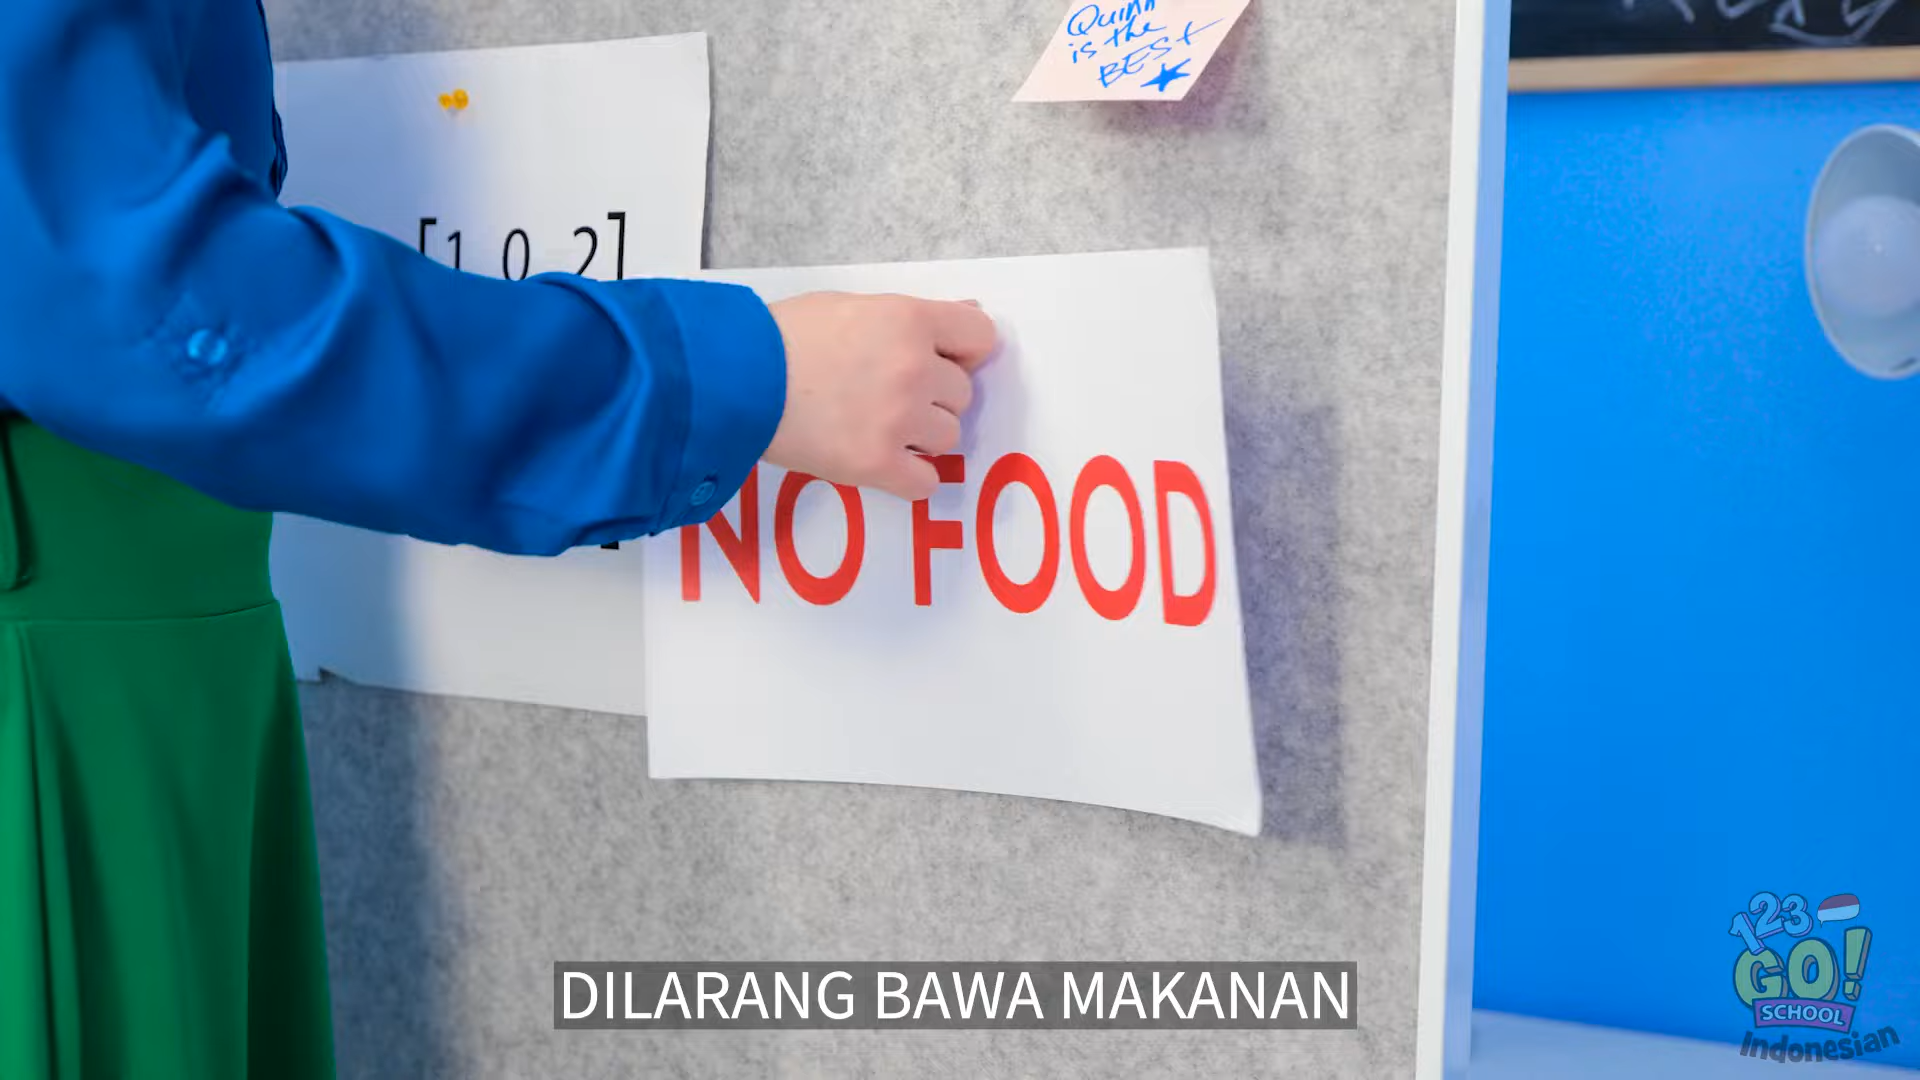 Quinn
is the
BEST
[1 0 2]
NO FOOD
DILARANG BAWA MAKANAN
123
GO!
SCHOOL
Indonesian